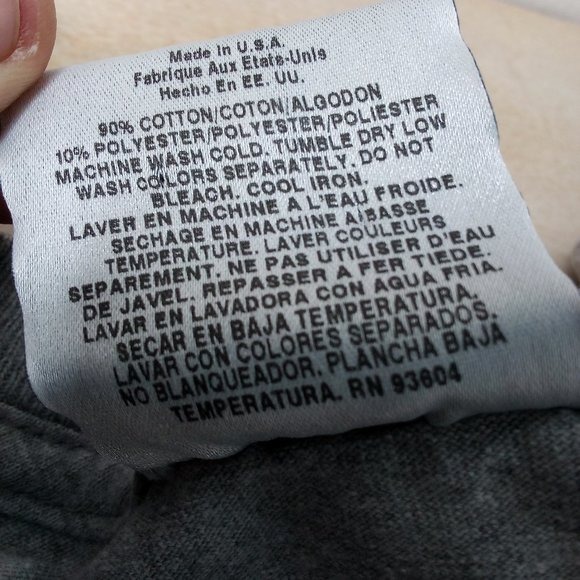 Made In U.S.A.
Fabrique Aux Etats-Unis
Hecho En EE. UU.
90% COTTON/COTON/ALGODON
10% POLYESTER/POLYESTER/POLIESTER
MACHINE WASH COLD. TUMBLE DRY LOW
WASH COLORS SEPARATELY. DO NOT
BLEACH. COOL IRON.
LAVER EN MACHINE A L'EAU FROIDE.
SECHAGE EN MACHINE A BASSE
TEMPERATURE. LAVER COULEURS
SEPAREMENT. NE PAS UTILISER D'EAU
DE JAVEL. REPASSER A FER TIEDE.
LAVAR EN LAVADORA CON AGUA FRIA.
SECAR EN BAJA TEMPERATURA.
LAVAR CON COLORES SEPARADOS.
NO BLANQUEADOR. PLANCHA BAJA
TEMPERATURA. RN 93604